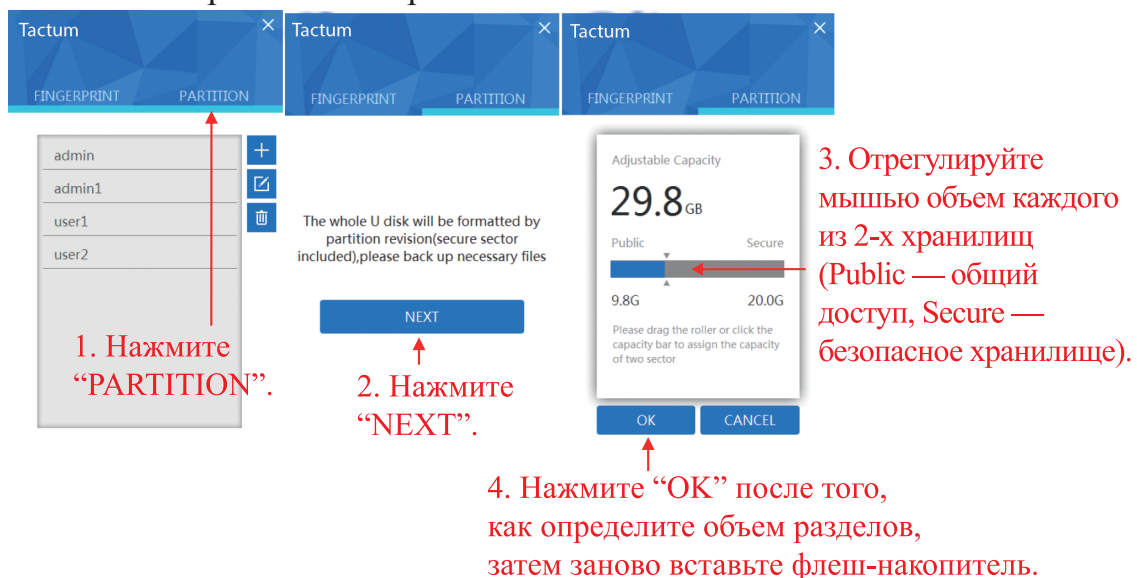 Tactum ×
FINGERPRINT PARTITION
admin
admin1
user1
user2
1. Нажмите
“PARTITION”.
Tactum ×
FINGERPRINT PARTITION
The whole U disk will be formatted by
partition revision(secure sector
included),please back up necessary files
NEXT
2. Нажмите
“NEXT”.
Tactum ×
FINGERPRINT PARTITION
Adjustable Capacity
29.8 GB
Public Secure
9.8G 20.0G
Please drag the roller or click the
capacity bar to assign the capacity
of two sector
OK CANCEL
3. Отрегулируйте
мышью объем каждого
из 2-х хранилищ
(Public — общий
доступ, Secure —
безопасное хранилище).
4. Нажмите “OK” после того,
как определите объем разделов,
затем заново вставьте флеш-накопитель.